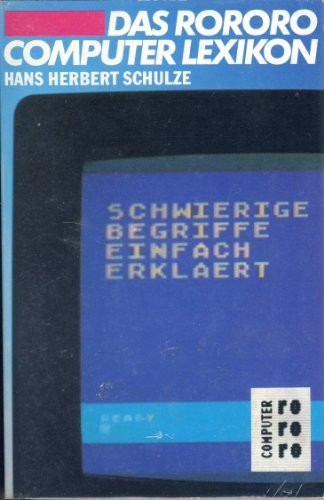 DAS RORORO
COMPUTER LEXIKON
HANS HERBERT SCHULZE
SCHWIERIGE
BEGRIFFE
EINFACH
ERKLAERT
READY
COMPUTER
ro
ro
ro